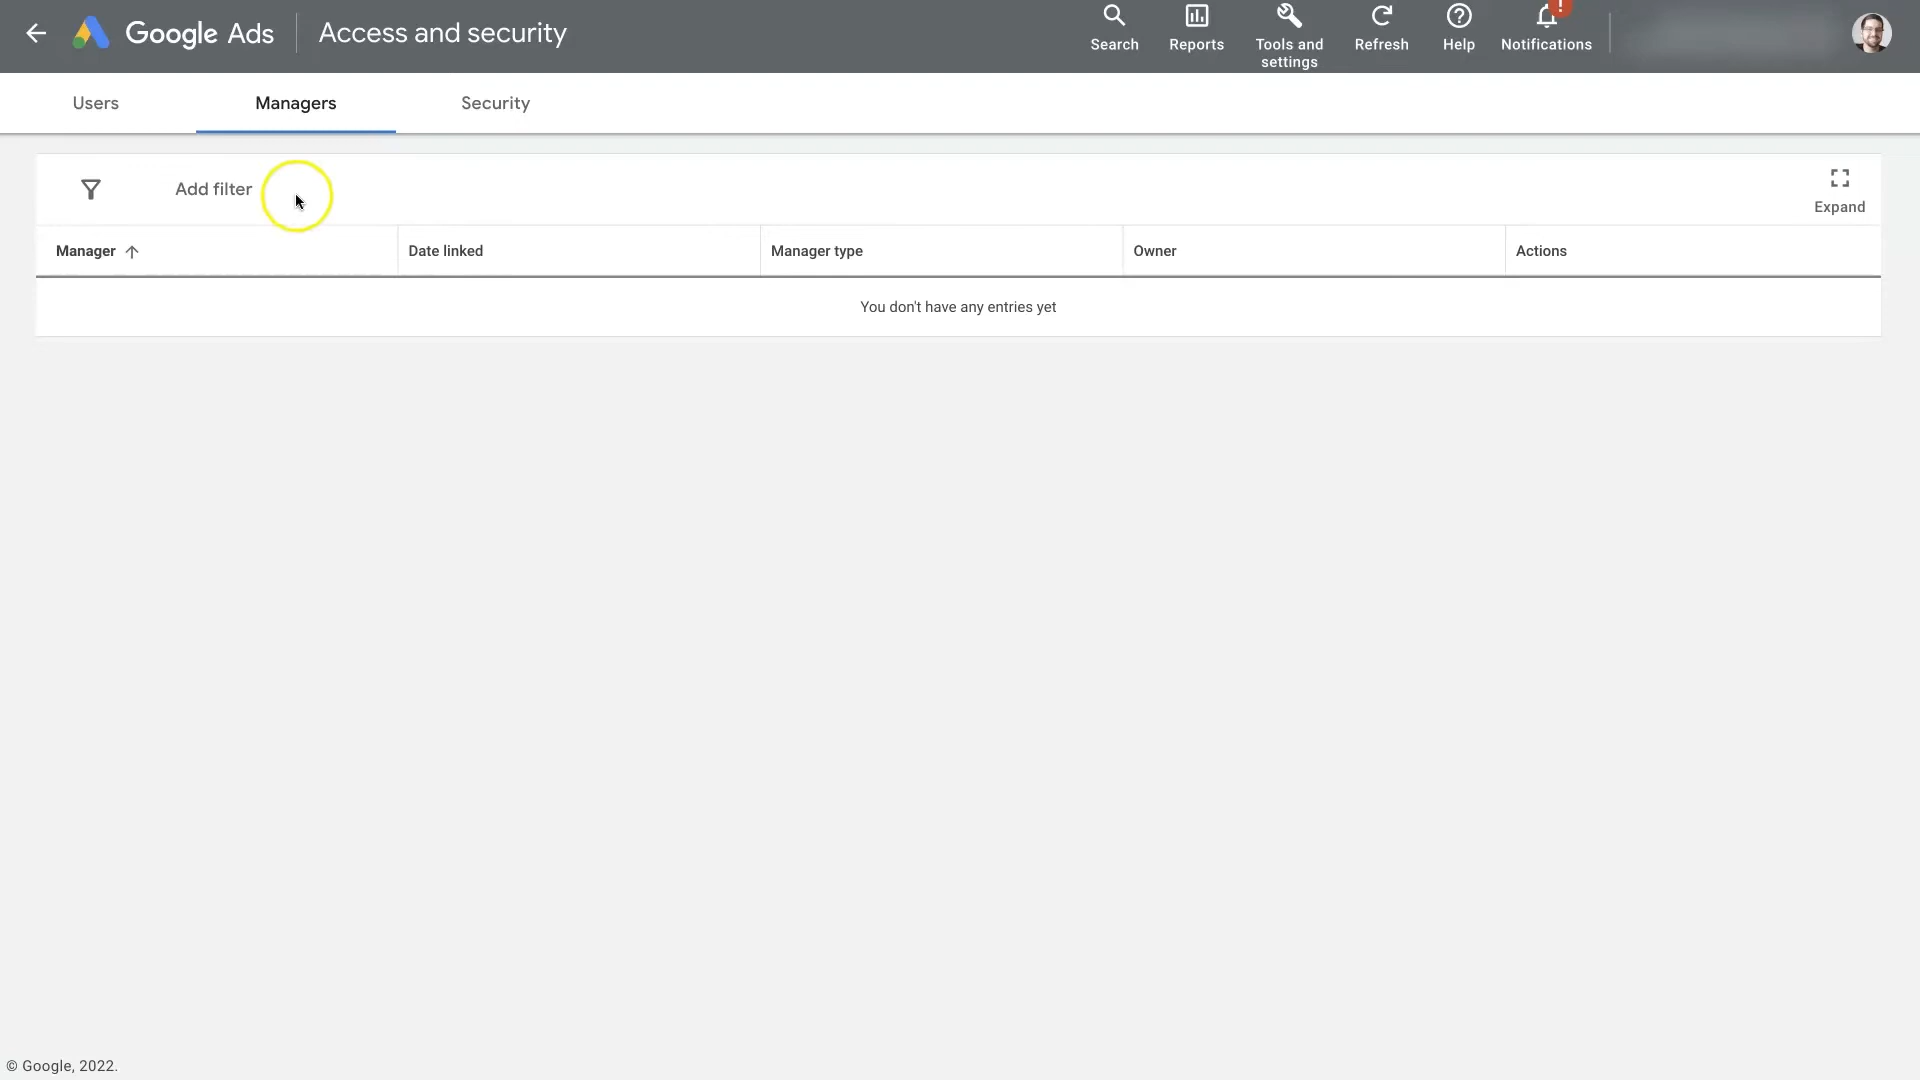 Google Ads
Access and security
Search
Reports
Tools and
settings
Refresh
Help
!
Notifications
Users
Managers
Security
Add filter
Expand
Manager
Date linked
Manager type
Owner
Actions
You don't have any entries yet
© Google, 2022.